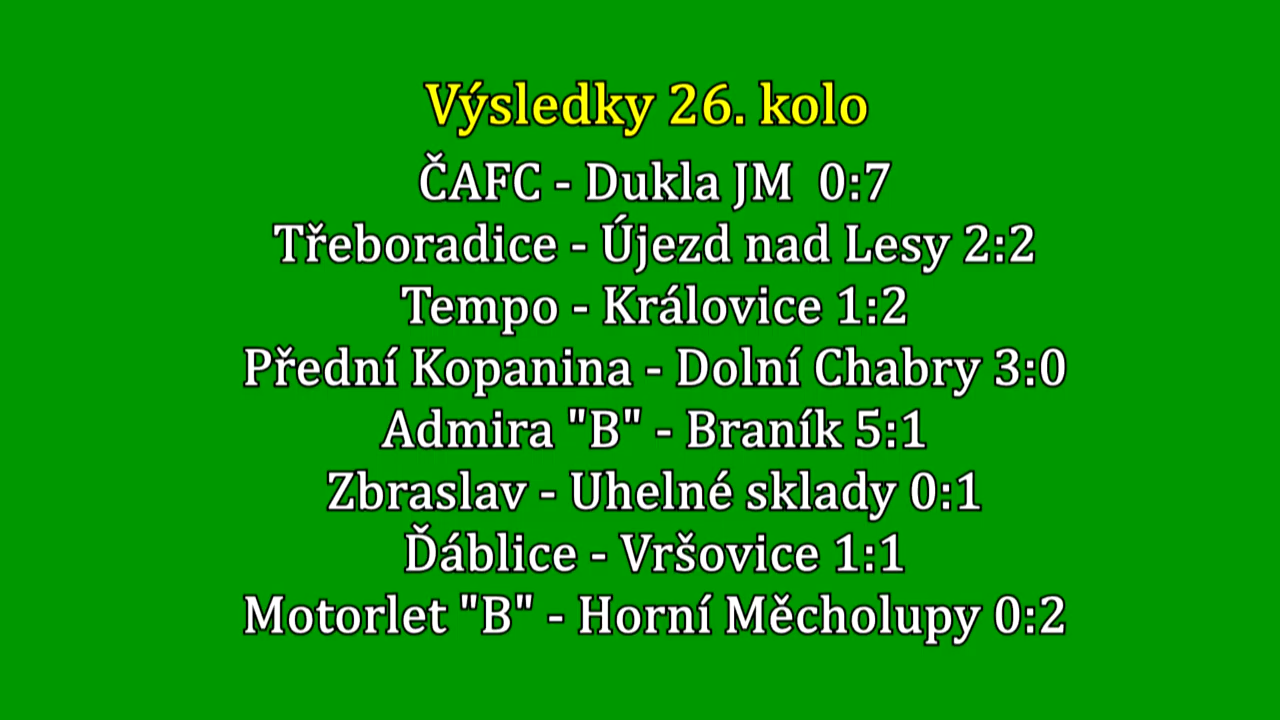 Výsledky 26. kolo
ČAFC - Dukla JM 0:7
Třeboradice - Újezd nad Lesy 2:2
Tempo - Královice 1:2
Přední Kopanina - Dolní Chabry 3:0
Admira "B" - Braník 5:1
Zbraslav - Uhelné sklady 0:1
Ďáblice - Vršovice 1:1
Motorlet "B" - Horní Měcholupy 0:2